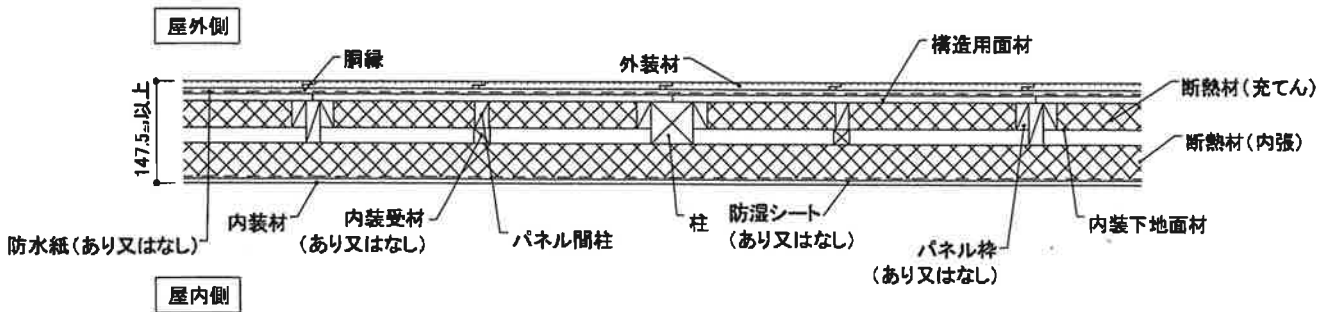 屋外側
胴縁
外装材
構造用面材
断熱材(充てん)
断熱材(内張)
147.5㎜以上
内装材
内装受材
(あり又はなし)
パネル間柱
柱
防湿シート
(あり又はなし)
内装下地面材
パネル枠
(あり又はなし)
防水紙(あり又はなし)
屋内側